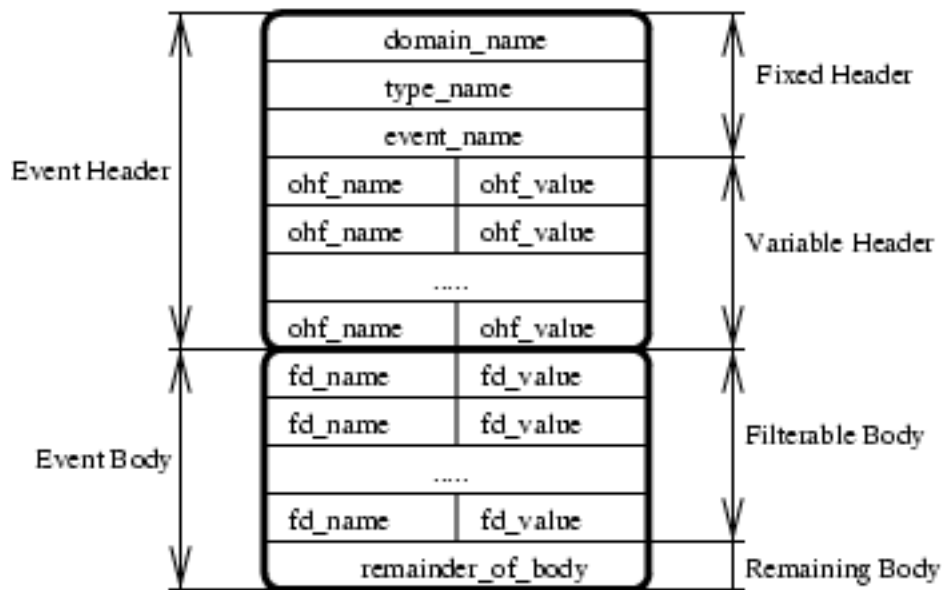 domain_name
type_name
Fixed Header
event_name
Event Header
ohf_name ohf_value
ohf_name ohf_value
Variable Header
.....
ohf_name ohf_value
fd_name fd_value
fd_name fd_value
Filterable Body
Event Body
.....
fd_name fd_value
remainder_of_body
Remaining Body